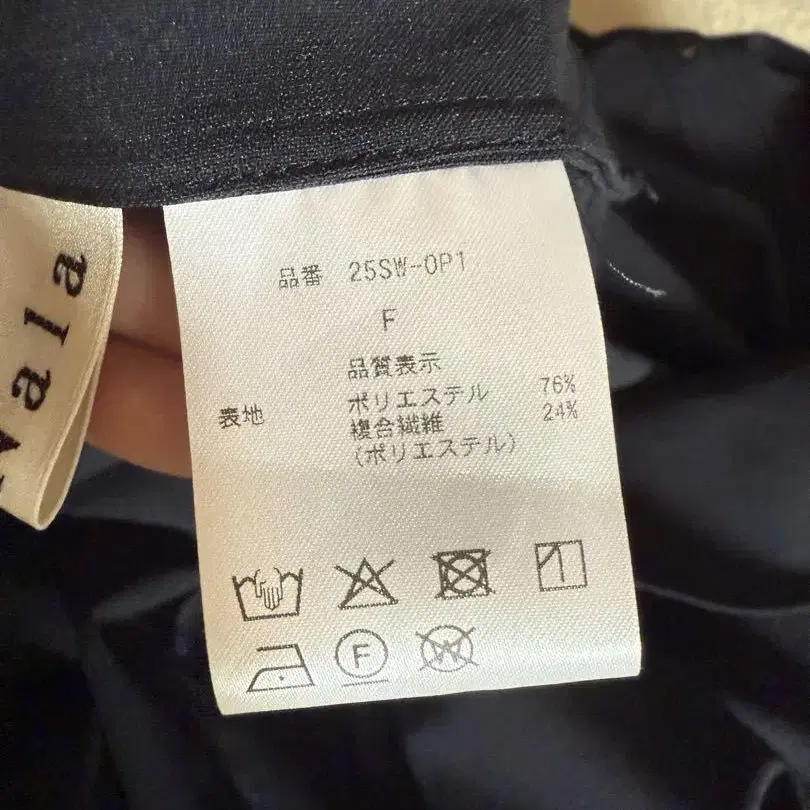 品番 25SW-OP1
F
品質表示
表地 ポリエステル 76%
複合繊維 24%
(ポリエステル)
F
W
Nala